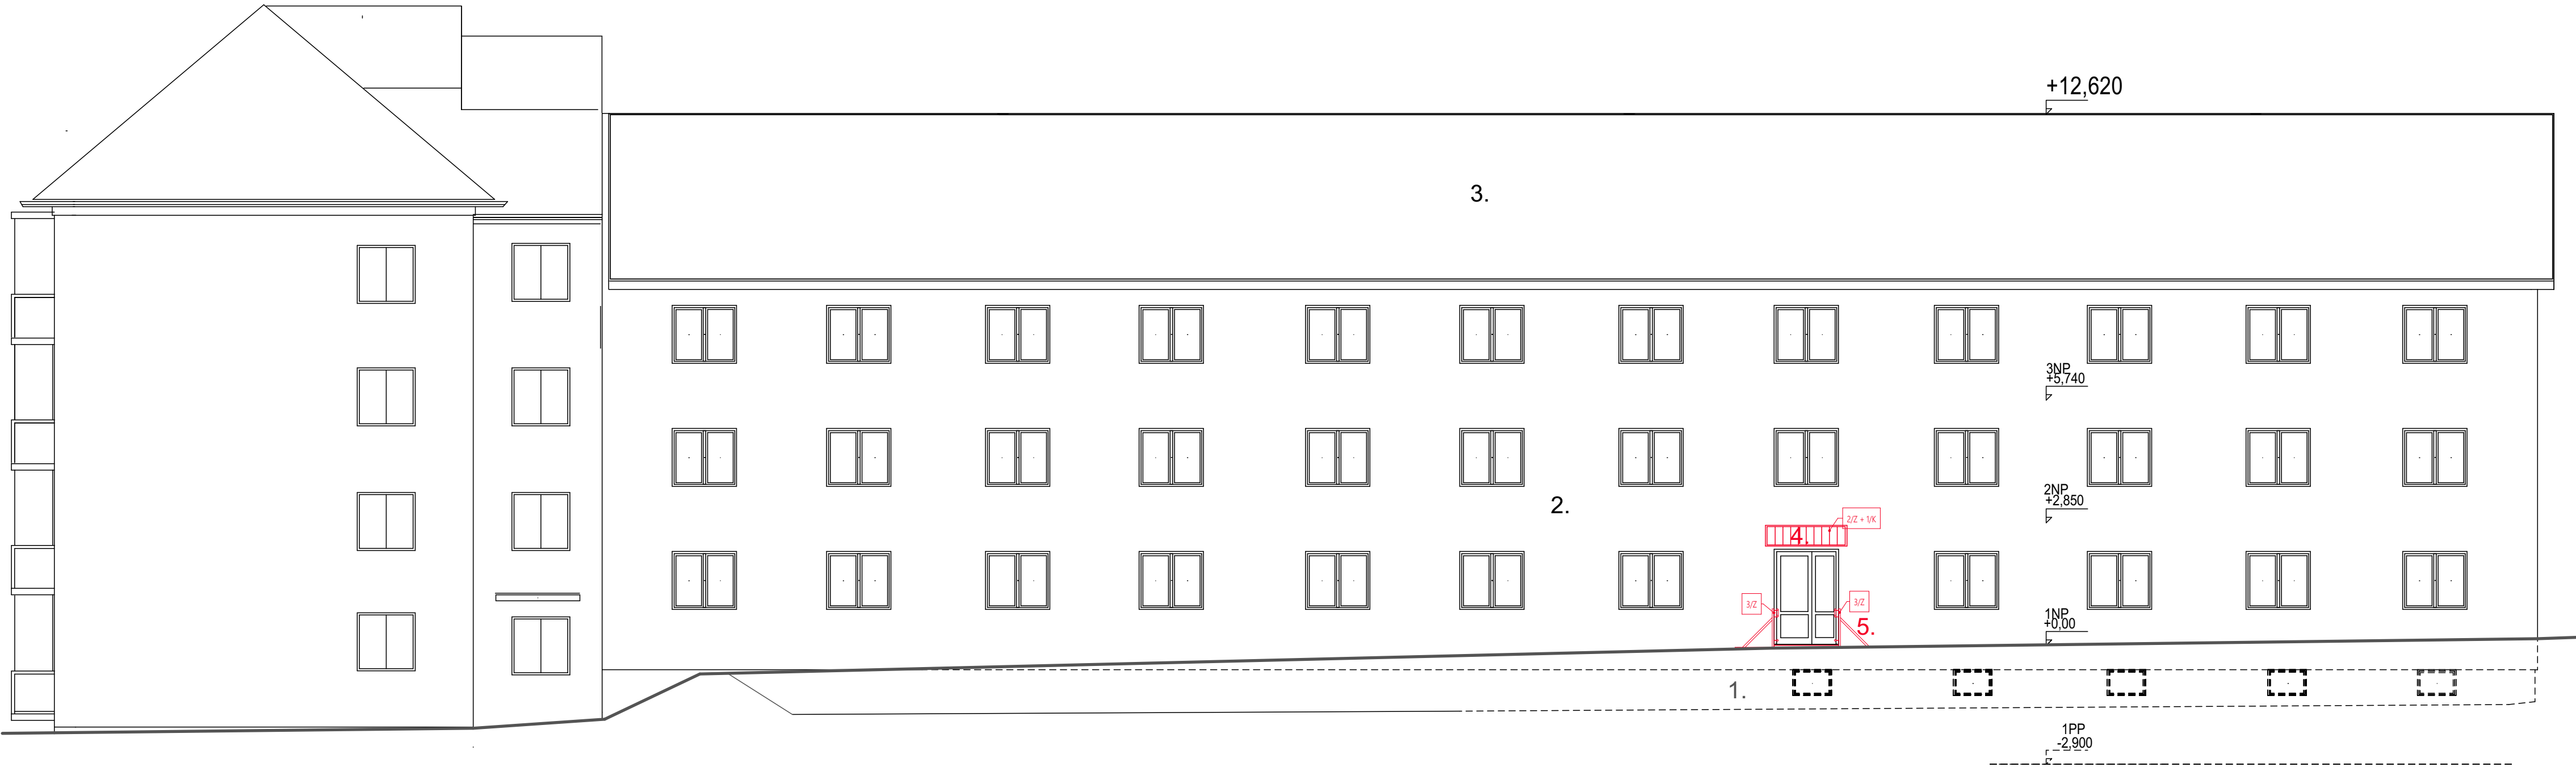 +12,620
3.
3NP
+5,740
2NP
+2,850
2.
2/Z + 1/K
4.
3/Z
3/Z
5.
1NP
+0,00
1.
1PP
-2,900